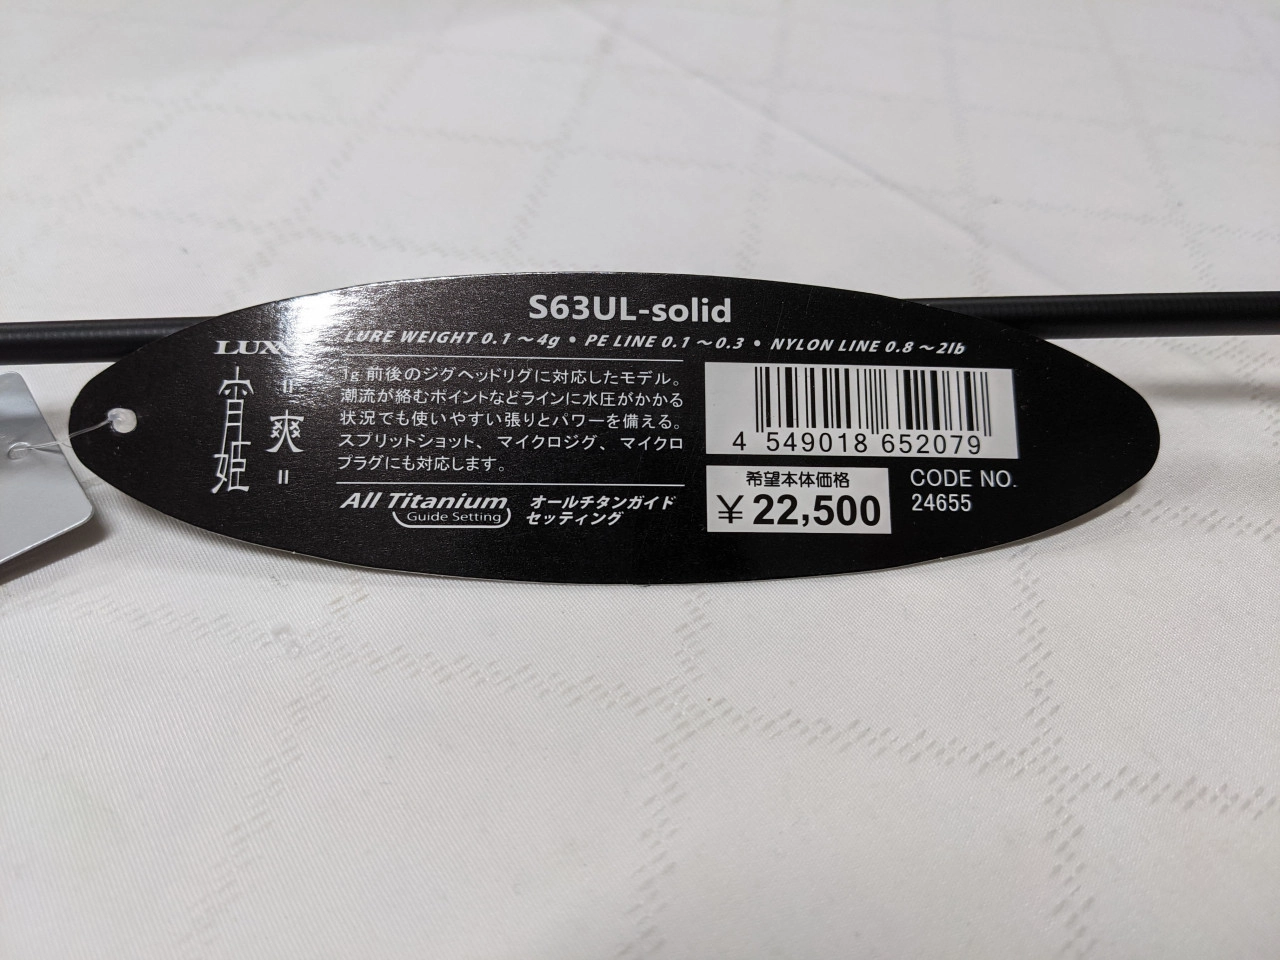 S63UL-solid
LURE WEIGHT 0.1～4g・PE LINE 0.1～0.3・NYLON LINE 0.8～2lb
宵姫
=爽=
1g 前後のジグヘッドリグに対応したモデル。
潮流が絡むポイントなどラインに水圧がかかる
状況でも使いやすい張りとパワーを備える。
スプリットショット、マイクロジグ、マイクロ
プラグにも対応します。
All Titanium
Guide Setting
オールチタンガイド
セッティング
4 549018 652079
希望本体価格
¥22,500
CODE NO.
24655